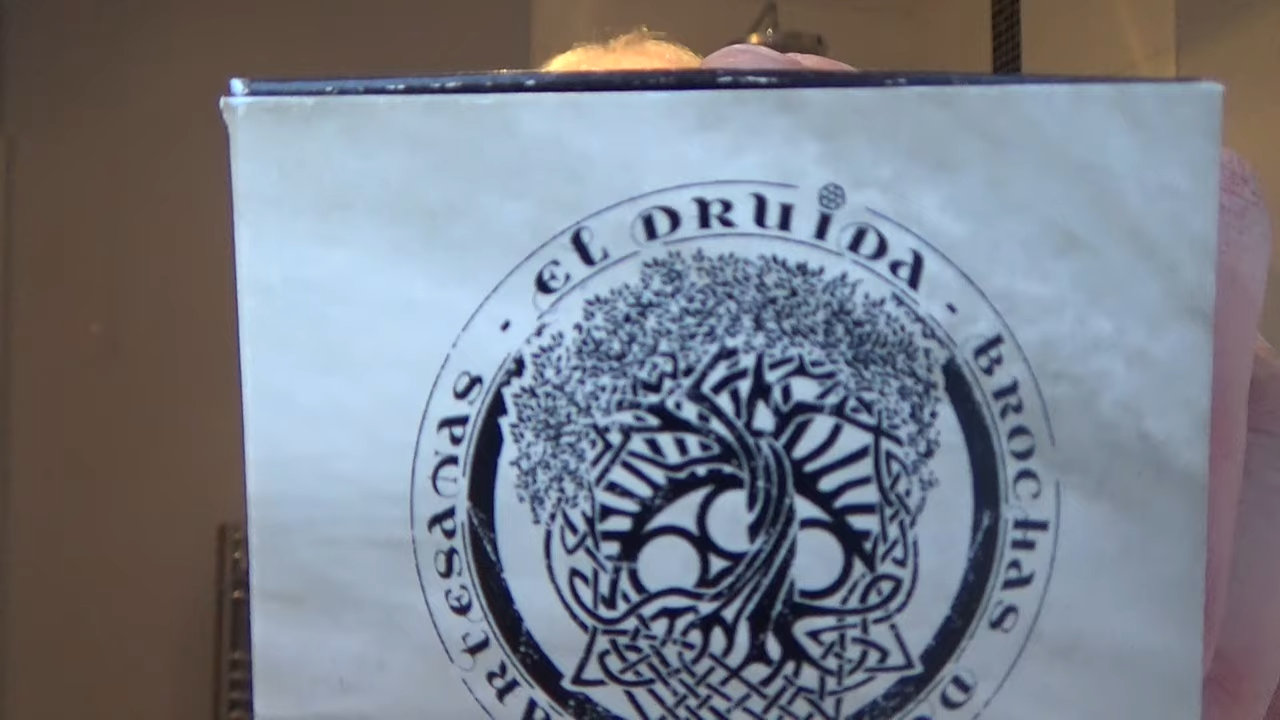 · EL DRUIDA · BROCHAS
ARTESANAS